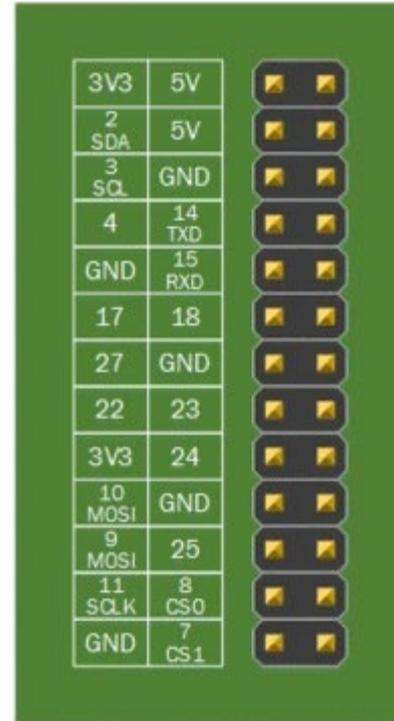 3V3 5V
2 SDA 5V
3 SCL GND
4 14 TXD
GND 15 RXD
17 18
27 GND
22 23
3V3 24
10 MOSI GND
9 MOSI 25
11 SCLK 8 CS0
GND 7 CS1